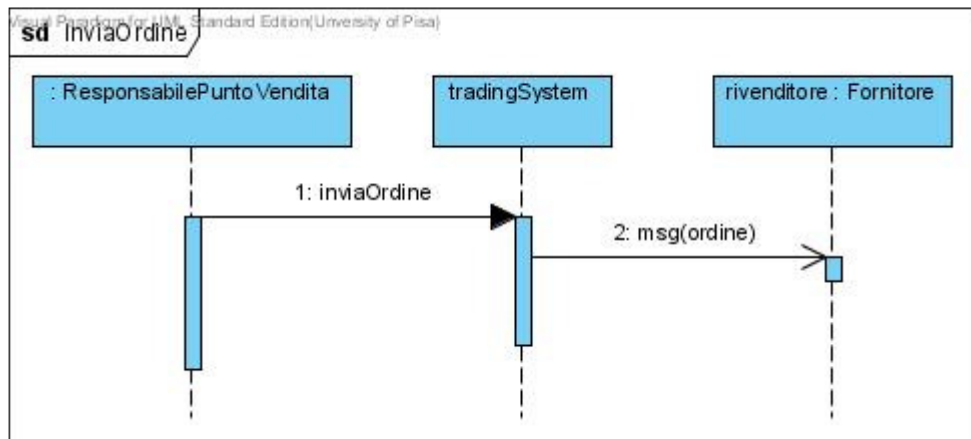 Visual Paradigm for UML Standard Edition(Unversity of Pisa)
sd InviaOrdine
: ResponsabilePuntoVendita
tradingSystem
rivenditore : Fornitore
1: inviaOrdine
2: msg(ordine)